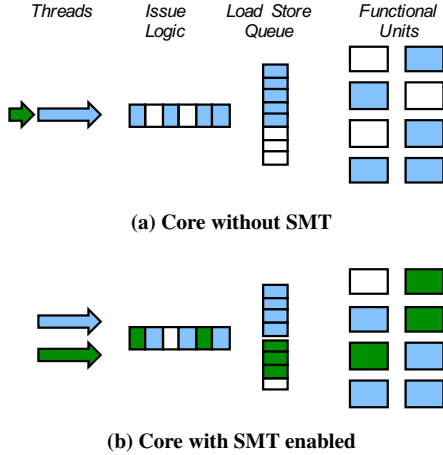 Threads Issue Load Store Functional
Logic Queue Units
(a) Core without SMT
(b) Core with SMT enabled